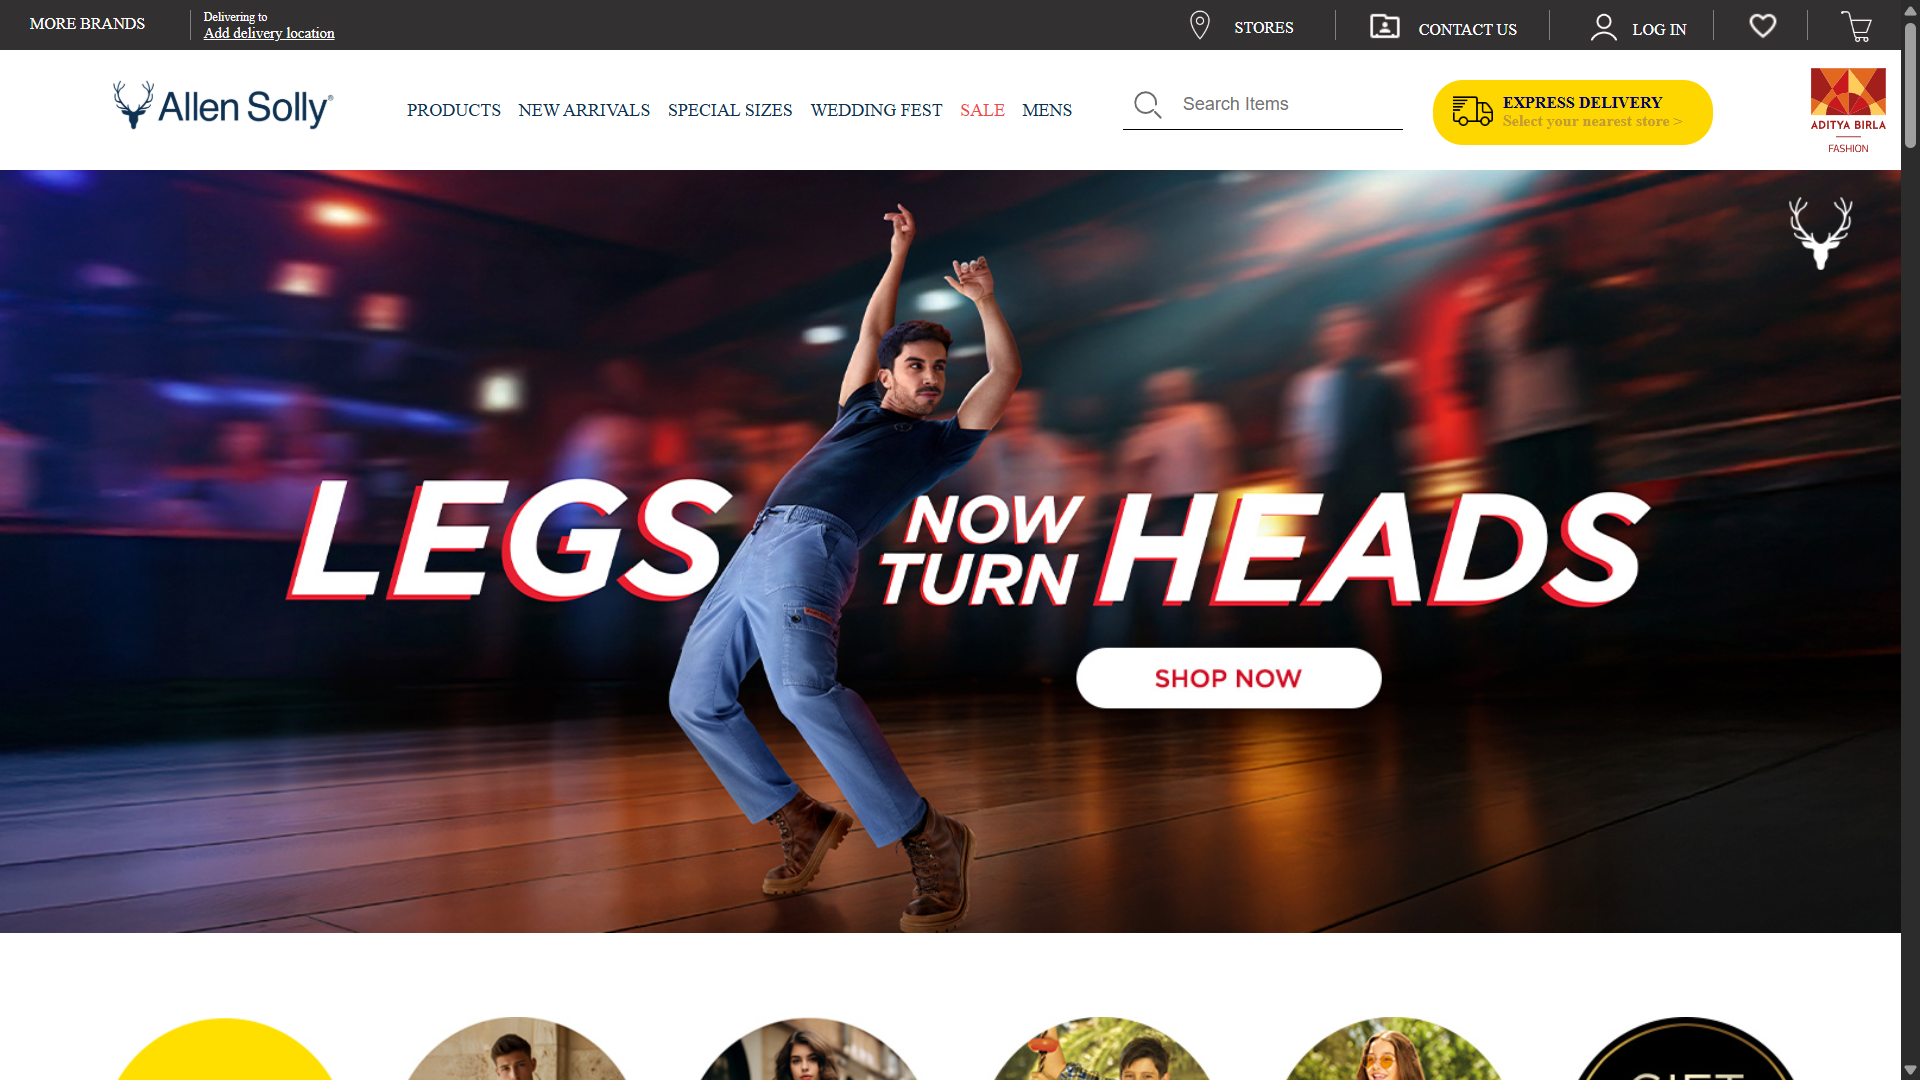 MORE BRANDS
Delivering to
Add delivery location
STORES
CONTACT US
LOG IN
Allen Solly®
PRODUCTS
NEW ARRIVALS
SPECIAL SIZES
WEDDING FEST
SALE
MENS
Search Items
EXPRESS DELIVERY
Select your nearest store >
ADITYA BIRLA
FASHION
LEGS NOW TURN HEADS
SHOP NOW